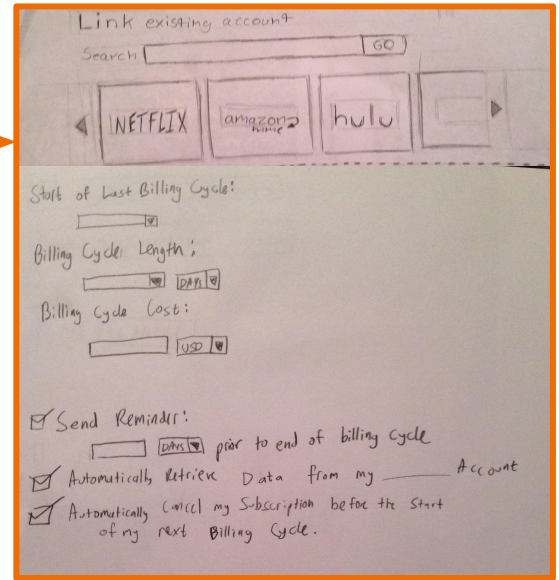 Link existing account
Search GO
NETFLIX amazon hulu
Start of Last Billing Cycle:
Billing Cycle Length:
DAYS
Billing Cycle Cost:
USD
Send Reminder:
DAYS prior to end of billing cycle
Automatically Retrieve Data from my ______ Account
Automatically Cancel my Subscription before the Start
of my next Billing Cycle.